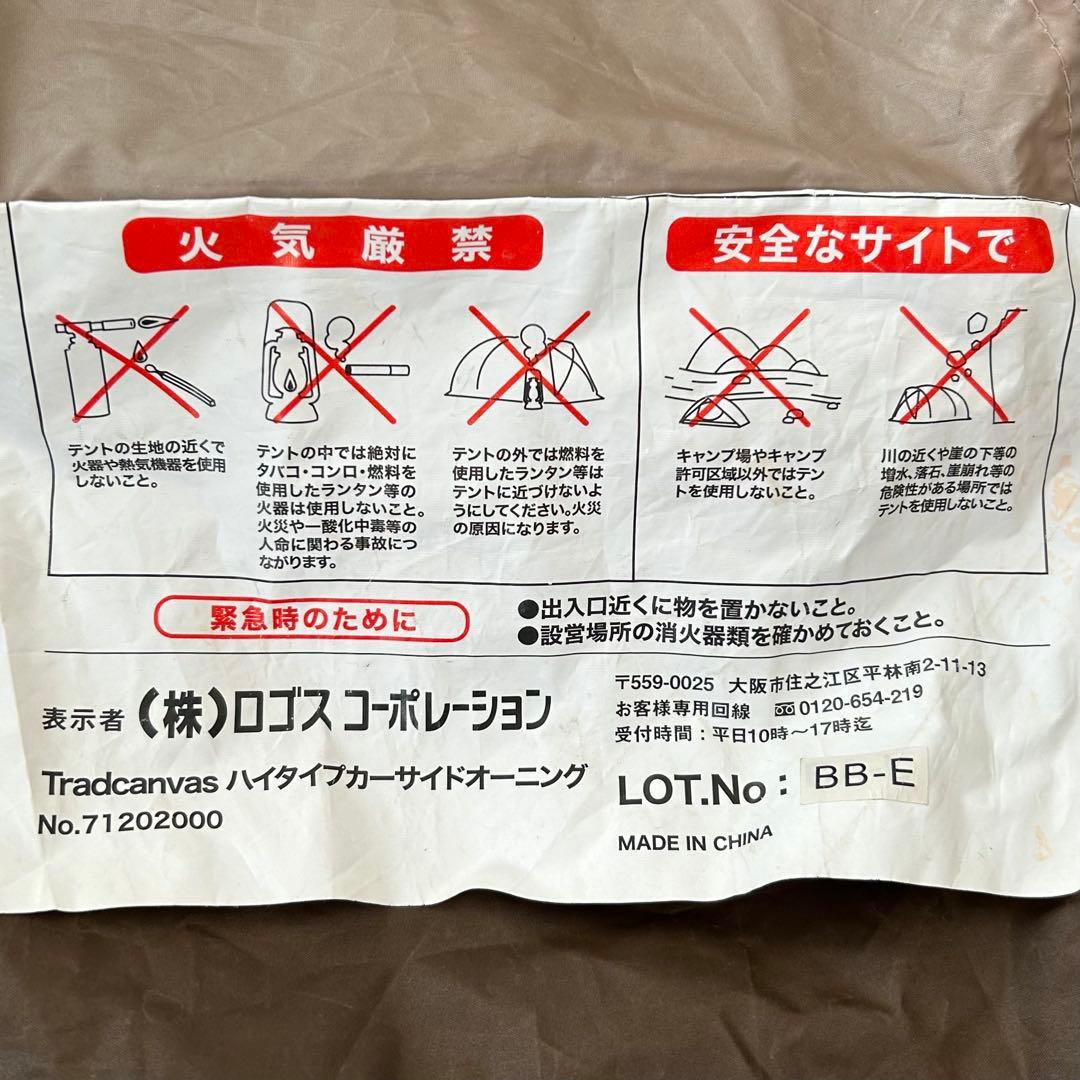 火気厳禁
テントの生地の近くで
火器や熱気機器を使用
しないこと。
テントの中では絶対に
タバコ・コンロ・燃料を
使用したランタン等の
火器は使用しないこと。
火災や一酸化中毒等の
人命に関わる事故につ
ながります。
テントの外では燃料を
使用したランタン等は
テントに近づけないよ
うにしてください。火災
の原因になります。
安全なサイトで
キャンプ場やキャンプ
許可区域以外ではテン
トを使用しないこと。
川の近くや崖の下等の
増水、落石、崖崩れ等の
危険性がある場所では
テントを使用しないこと。
緊急時のために
●出入口近くに物を置かないこと。
●設営場所の消火器類を確かめておくこと。
表示者 (株)ロゴス コーポレーション
Tradcanvas ハイタイプカーサイドオーニング
No.71202000
〒559-0025 大阪市住之江区平林南2-11-13
お客様専用回線 0120-654-219
受付時間：平日10時〜17時迄
LOT.No： BB-E
MADE IN CHINA